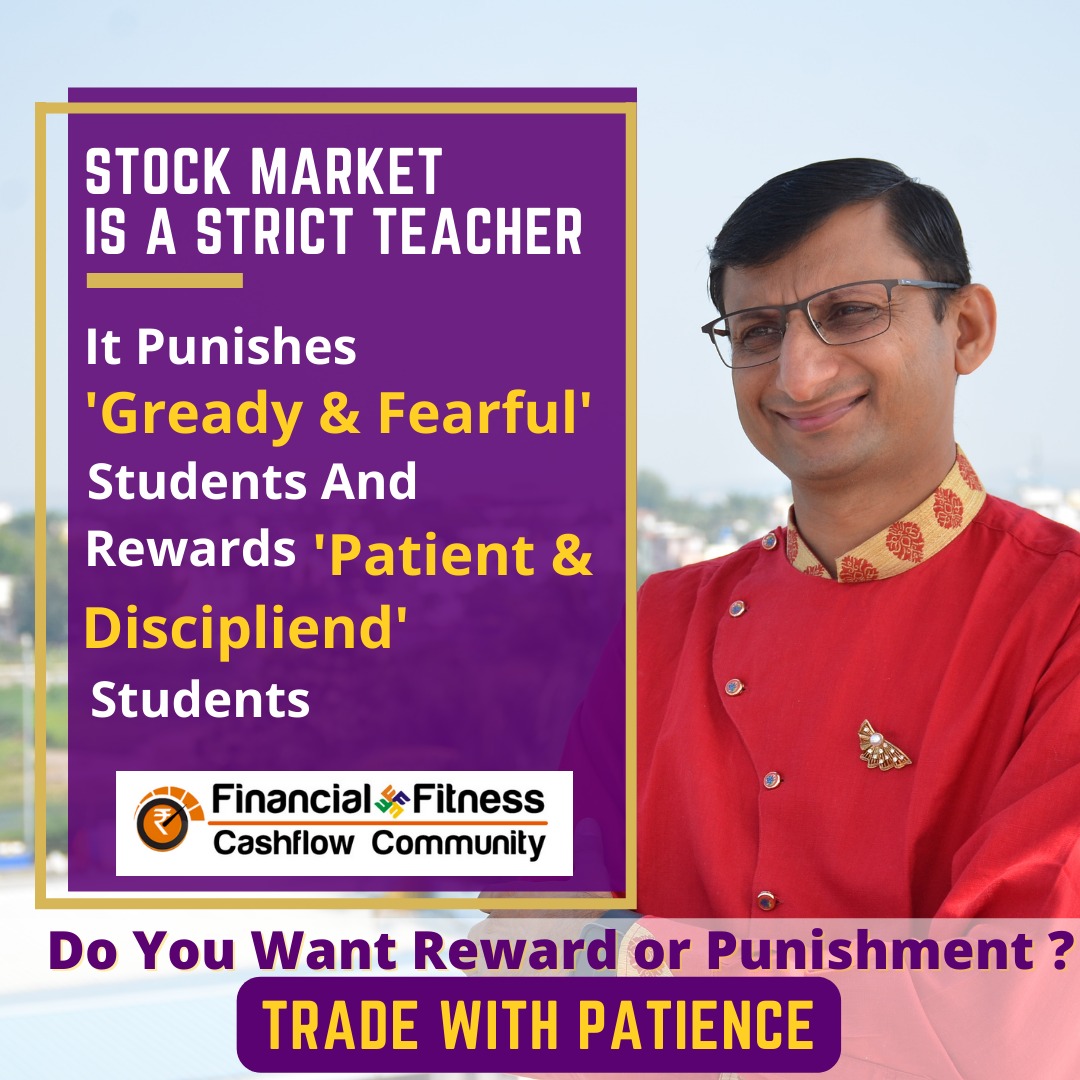 STOCK MARKET
IS A STRICT TEACHER
It Punishes
'Gready & Fearful'
Students And
Rewards 'Patient &
Discipliend'
Students
Financial Fitness
Cashflow Community
Do You Want Reward or Punishment ?
TRADE WITH PATIENCE